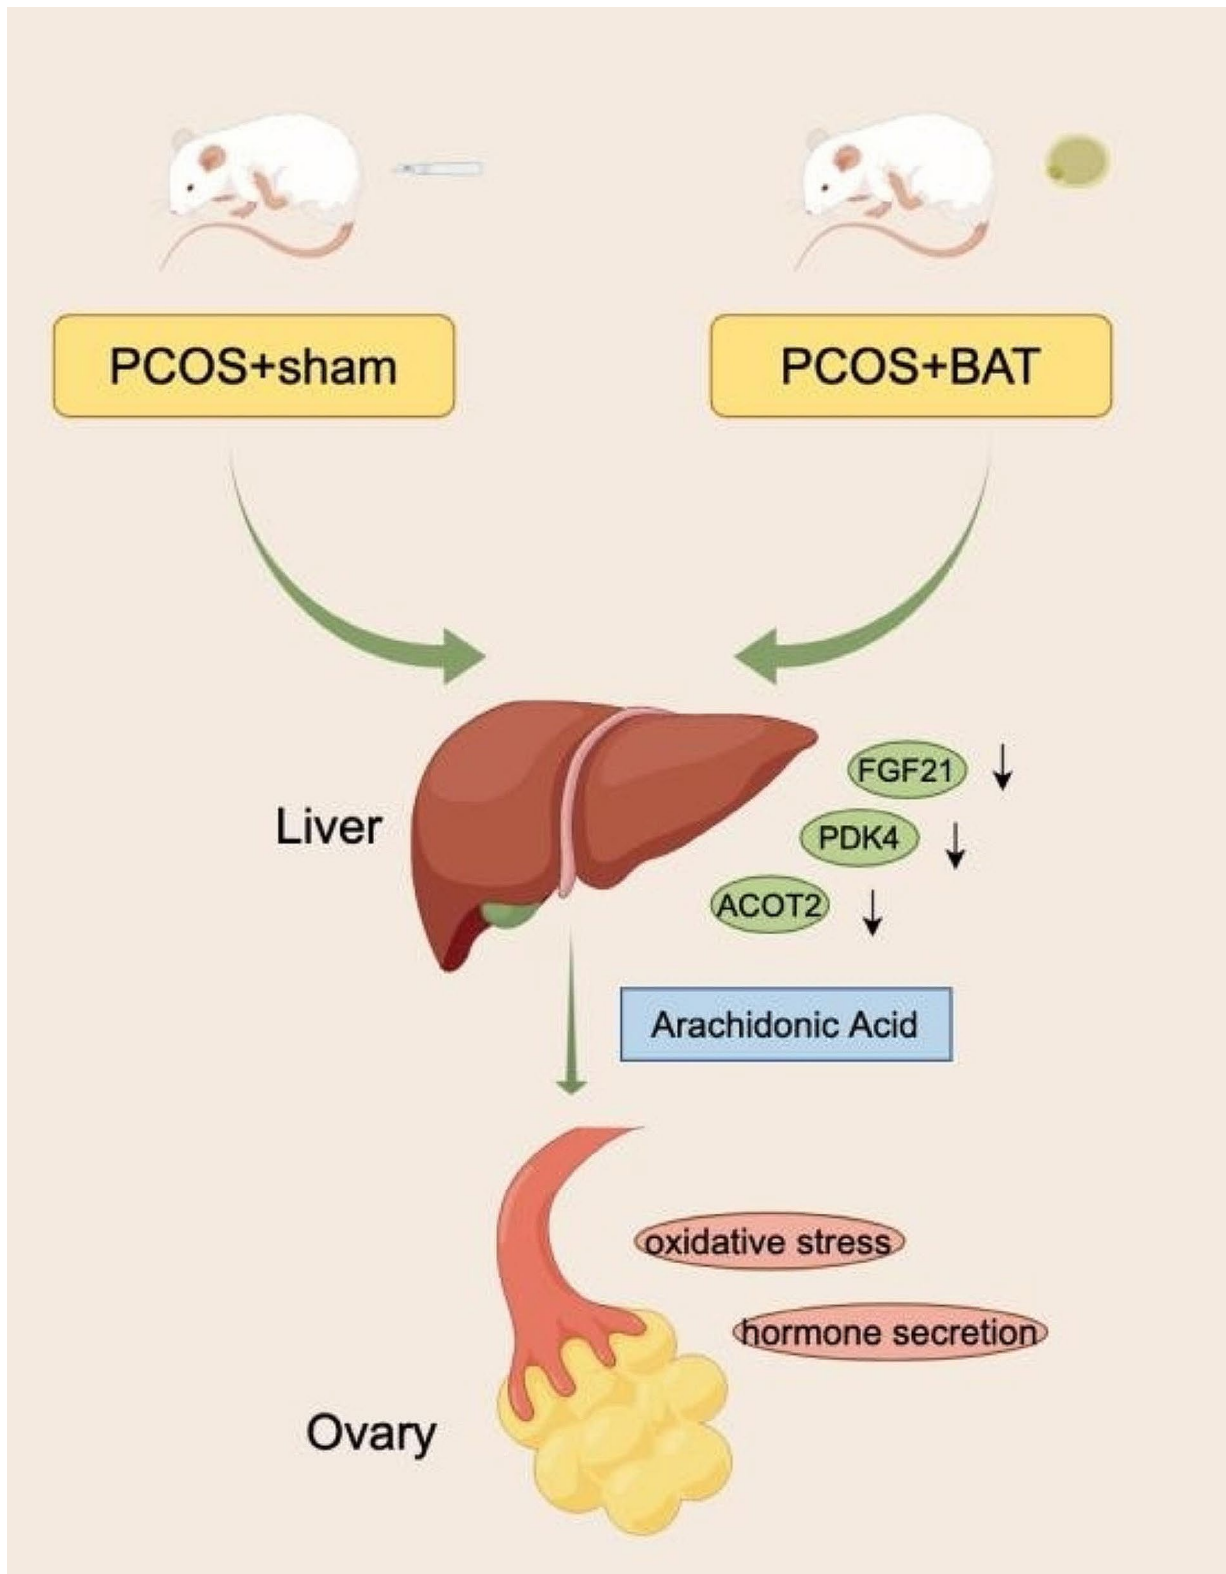 PCOS+sham
PCOS+BAT
Liver
FGF21
PDK4
ACOT2
Arachidonic Acid
oxidative stress
hormone secretion
Ovary